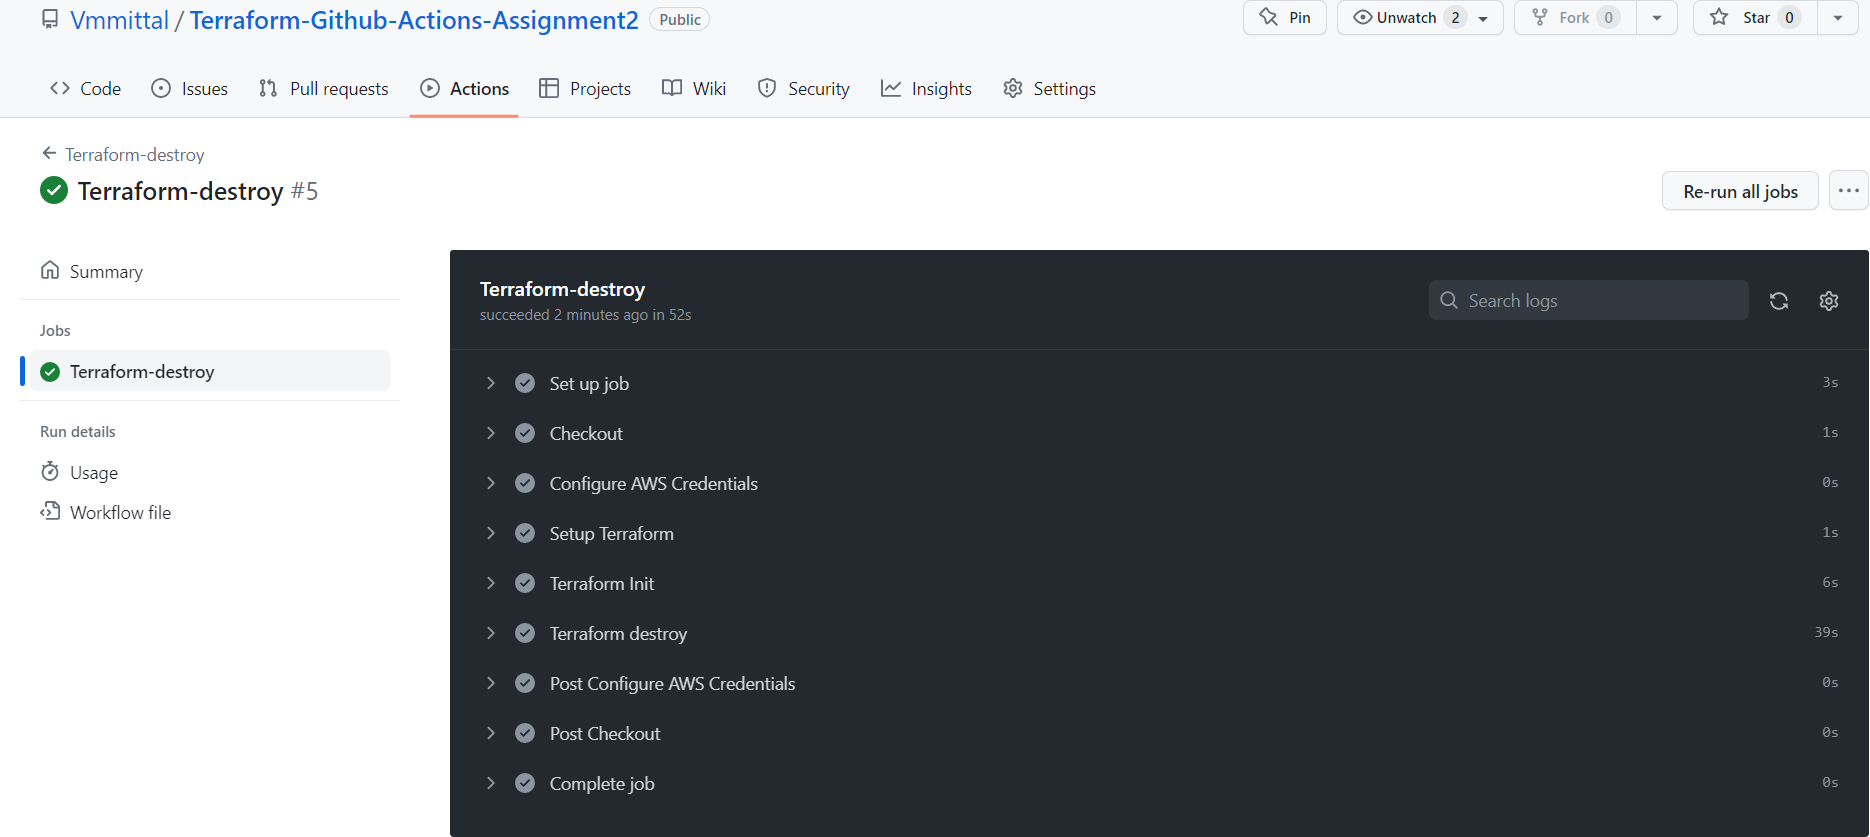 Vmmittal / Terraform-Github-Actions-Assignment2 Public
Pin
Unwatch 2
Fork 0
Star 0
Code
Issues
Pull requests
Actions
Projects
Wiki
Security
Insights
Settings
Terraform-destroy
Terraform-destroy #5
Re-run all jobs
Summary
Jobs
Terraform-destroy
Run details
Usage
Workflow file
Terraform-destroy
succeeded 2 minutes ago in 52s
Search logs
Set up job 3s
Checkout 1s
Configure AWS Credentials 0s
Setup Terraform 1s
Terraform Init 6s
Terraform destroy 39s
Post Configure AWS Credentials 0s
Post Checkout 0s
Complete job 0s